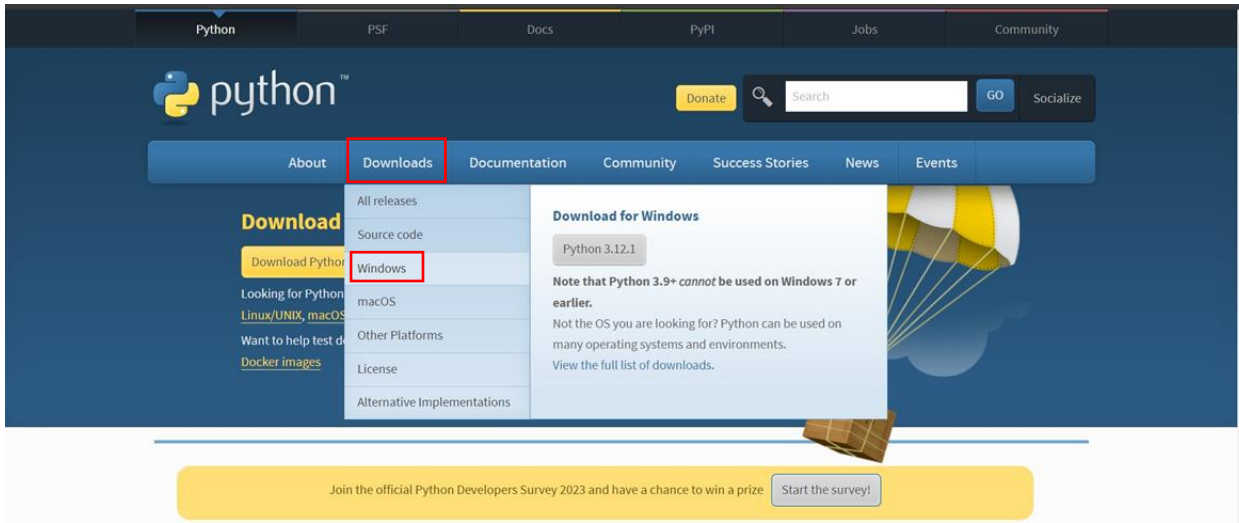 Python
PSF
Docs
PyPI
Jobs
Community
python™
Donate
Search
GO
Socialize
About
Downloads
Documentation
Community
Success Stories
News
Events
All releases
Source code
Windows
macOS
Other Platforms
License
Alternative Implementations
Download for Windows
Python 3.12.1
Note that Python 3.9+ cannot be used on Windows 7 or
earlier.
Not the OS you are looking for? Python can be used on
many operating systems and environments.
View the full list of downloads.
Download
Download Python
Looking for Python
Linux/UNIX, macOS
Want to help test
Docker images
Join the official Python Developers Survey 2023 and have a chance to win a prize
Start the survey!